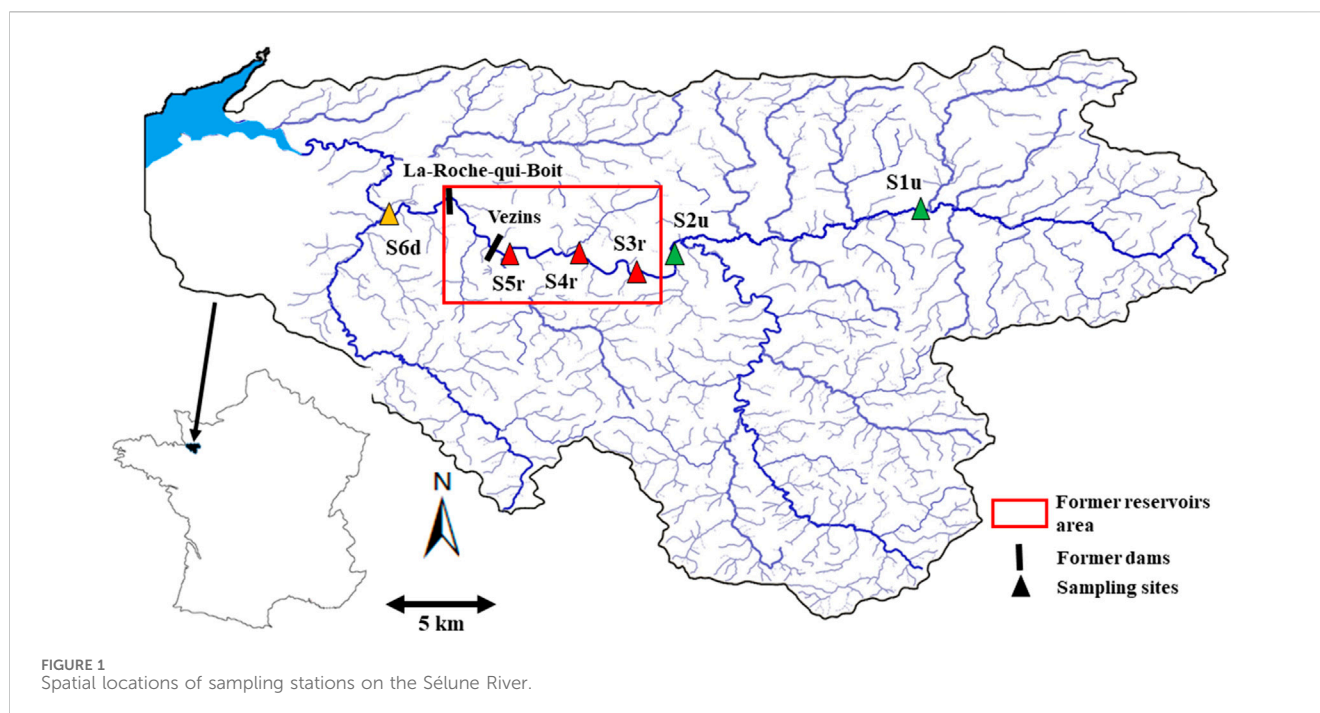 La-Roche-qui-Boit
S1u
Vezins
S2u
S3r
S6d
S5r
S4r
N
5 km
Former reservoirs
area
Former dams
Sampling sites
FIGURE 1
Spatial locations of sampling stations on the Sélune River.